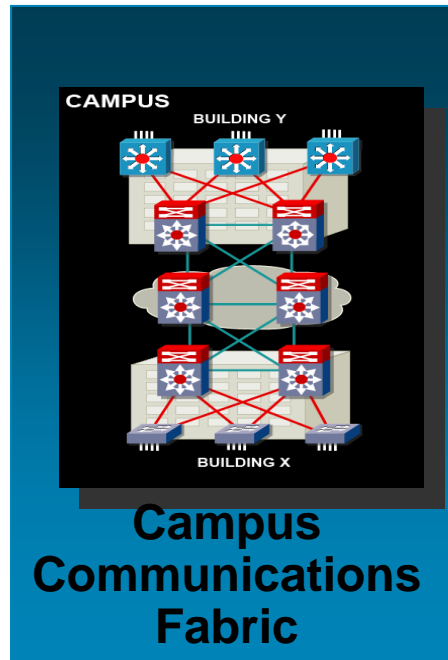 CAMPUS
BUILDING Y
BUILDING X
Campus
Communications
Fabric